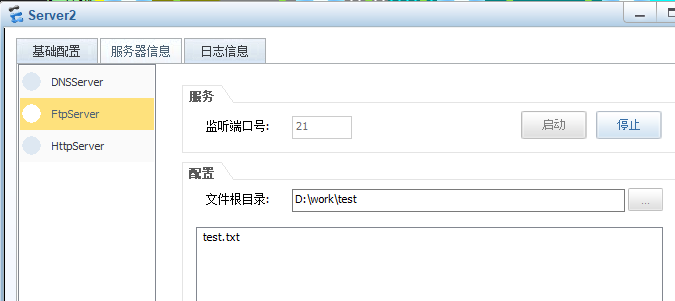 Server2
基础配置 服务器信息 日志信息
DNSServer
FtpServer
HttpServer
服务
监听端口号: 21 启动 停止
配置
文件根目录: D:\work\test ...
test.txt